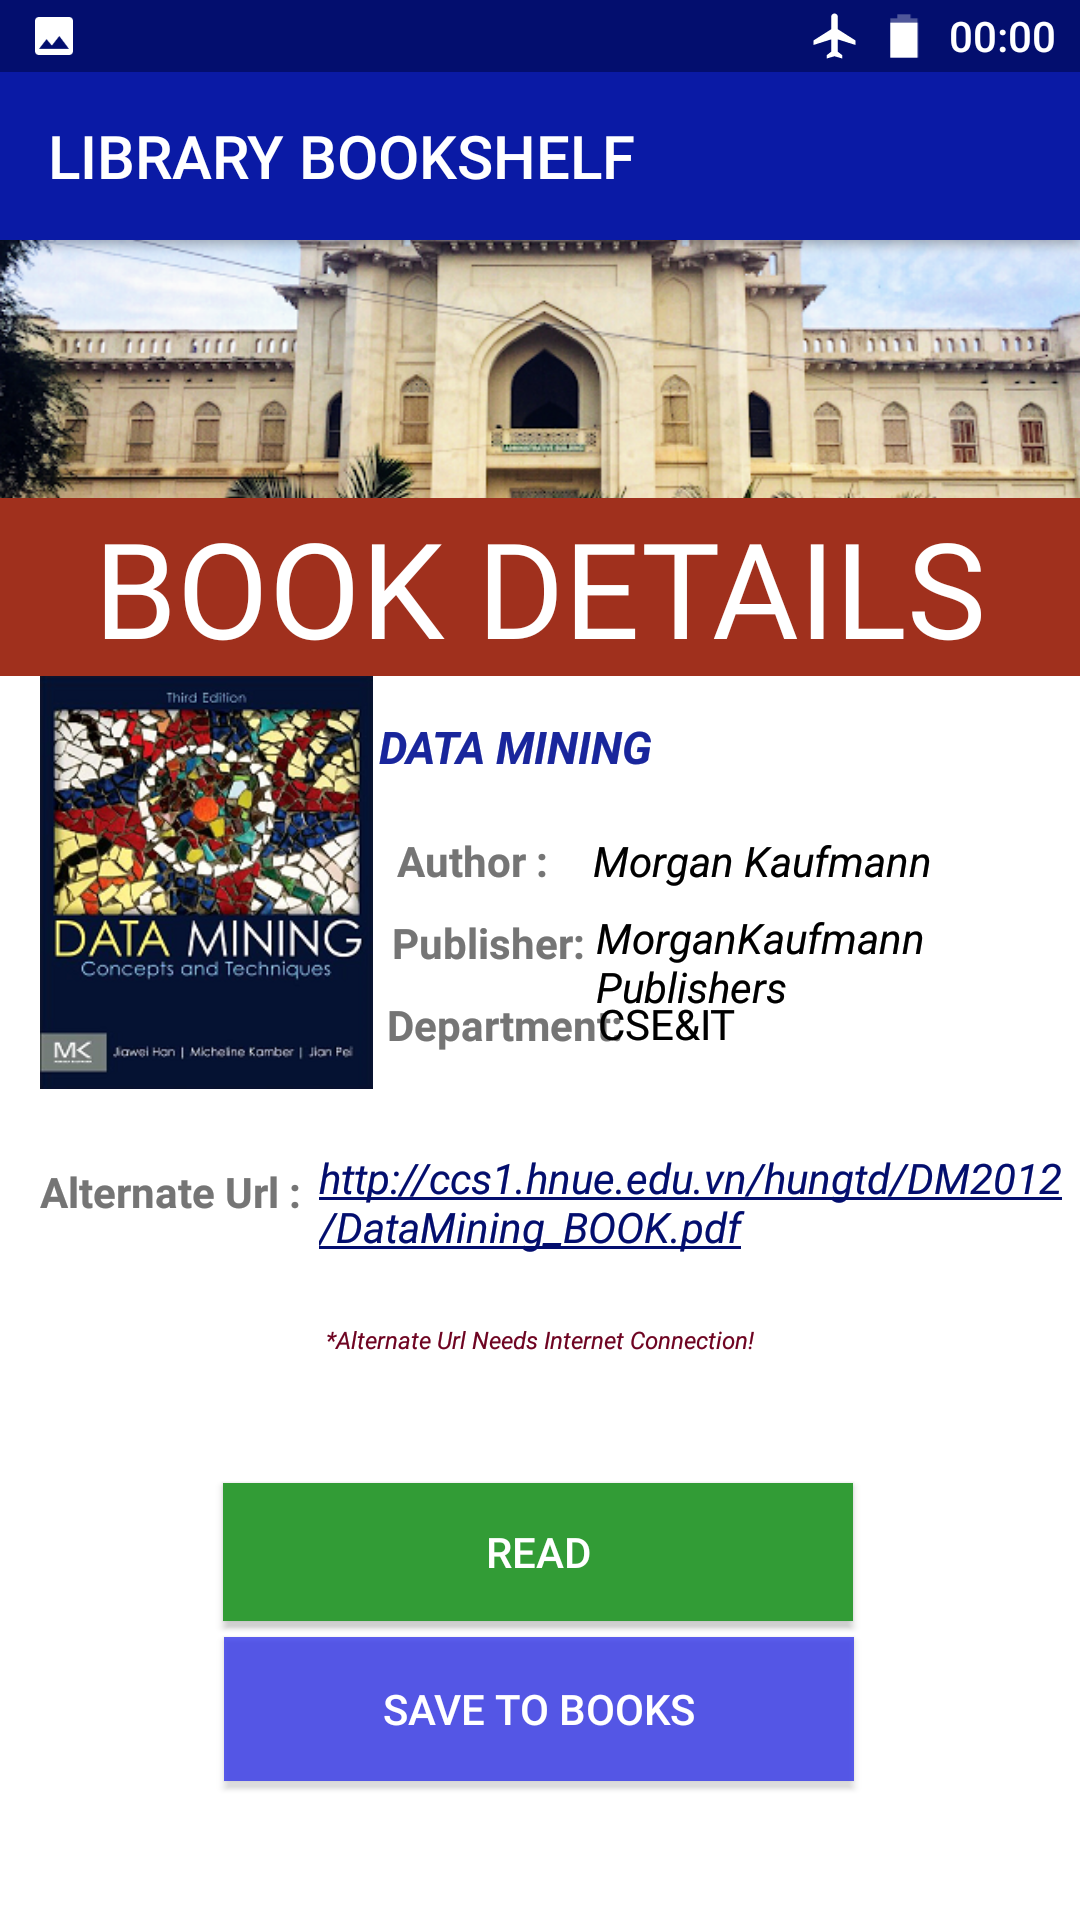 00:00
LIBRARY BOOKSHELF
ADMINISTRATIVE BUILDING
BOOK DETAILS
Third Edition
DATA MINING
Concepts and Techniques
MK
Jiawei Han | Micheline Kamber | Jian Pei
DATA MINING
Author : Morgan Kaufmann
Publisher: MorganKaufmann
Publishers
Department: CSE&IT
Alternate Url : http://ccs1.hnue.edu.vn/hungtd/DM2012
/DataMining_BOOK.pdf
*Alternate Url Needs Internet Connection!
READ
SAVE TO BOOKS